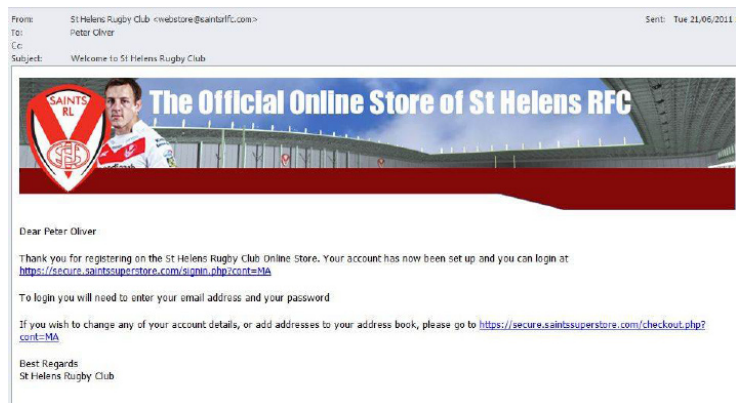 From: St Helens Rugby Club <webstore@saintsrlfc.com> Sent: Tue 21/06/2011
To: Peter Oliver
Cc:
Subject: Welcome to St Helens Rugby Club
SAINTS
RL
The Official Online Store of St Helens RFC
Dear Peter Oliver
Thank you for registering on the St Helens Rugby Club Online Store. Your account has now been set up and you can login at
https://secure.saintssuperstore.com/signin.php?cont=MA
To login you will need to enter your email address and your password
If you wish to change any of your account details, or add addresses to your address book, please go to https://secure.saintssuperstore.com/checkout.php?
cont=MA
Best Regards
St Helens Rugby Club